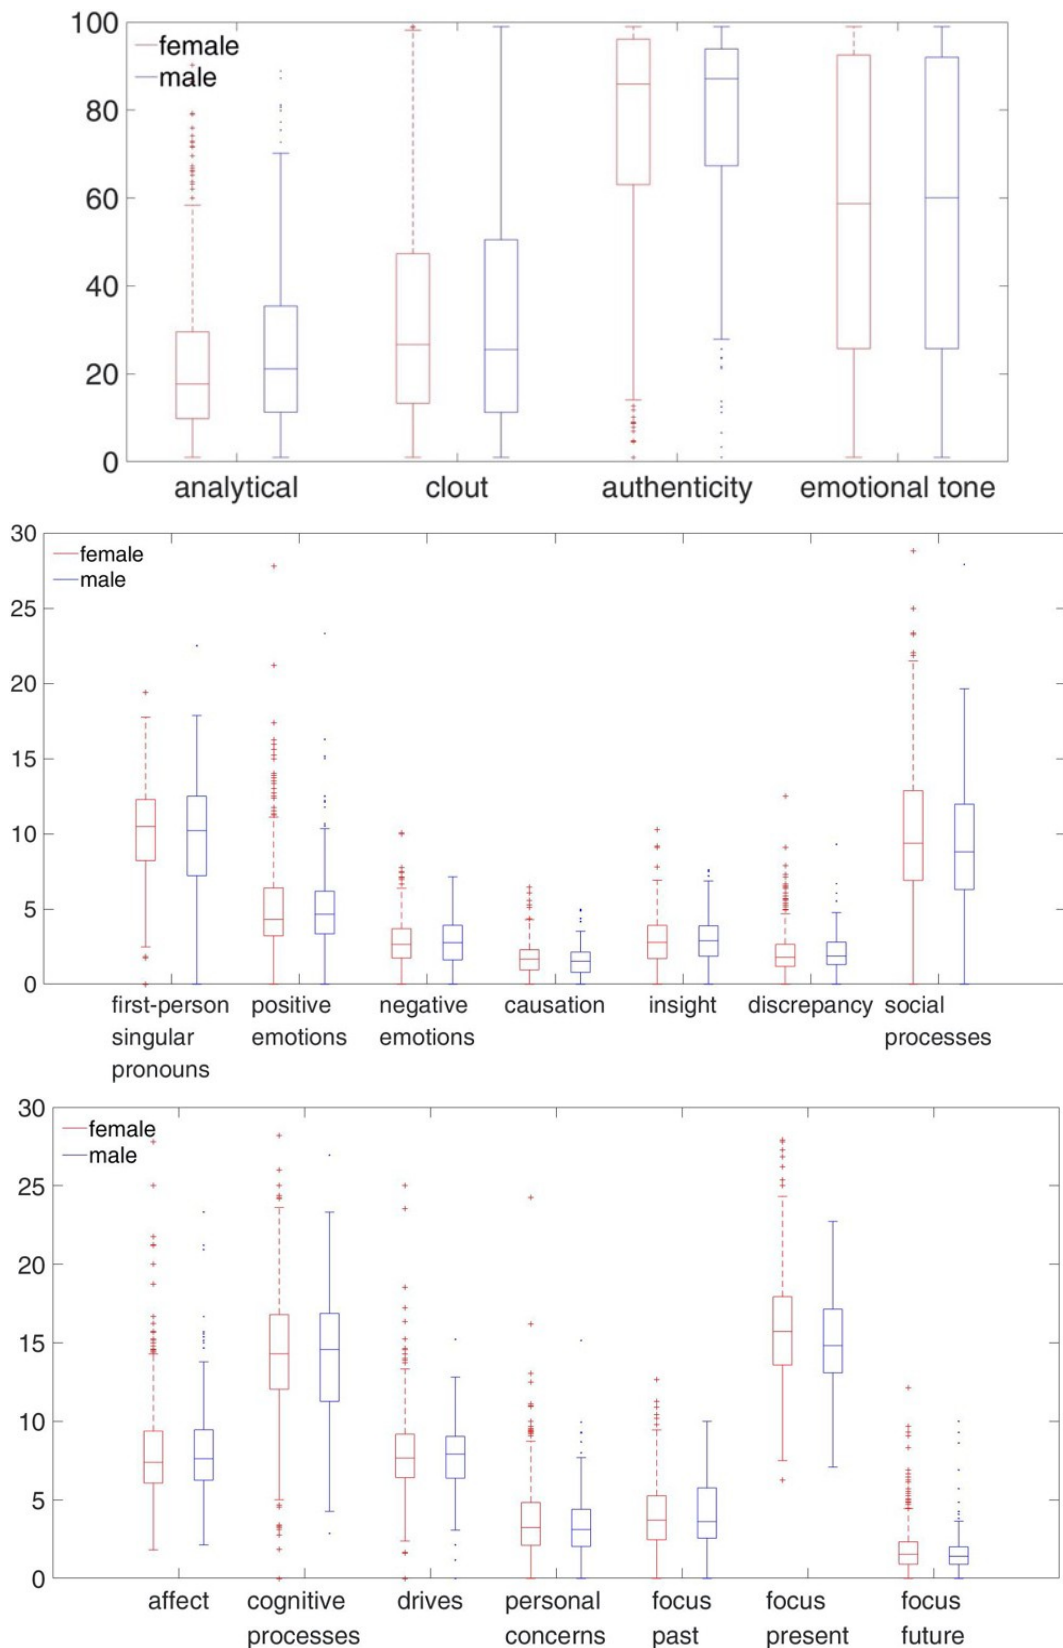 100
80
60
40
20
0
female
male
analytical clout authenticity emotional tone
30
25
20
15
10
5
0
female
male
first-person positive negative causation insight discrepancy social
singular emotions emotions processes
pronouns
30
25
20
15
10
5
0
female
male
affect cognitive drives personal focus focus focus
processes concerns past present future